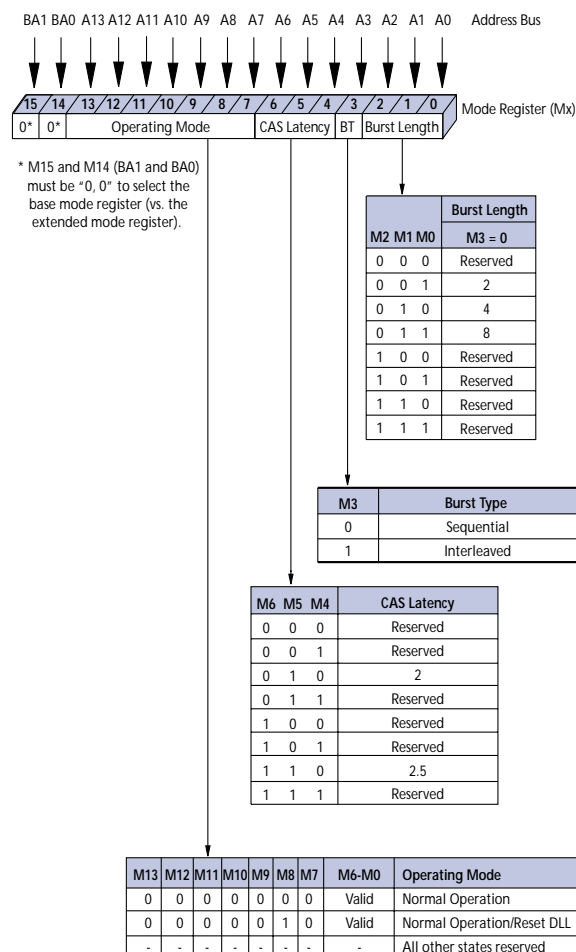 BA1 BA0 A13 A12 A11 A10 A9 A8 A7 A6 A5 A4 A3 A2 A1 A0 Address Bus
15 14 13 12 11 10 9 8 7 6 5 4 3 2 1 0 Mode Register (Mx)
0* 0* Operating Mode CAS Latency BT Burst Length
* M15 and M14 (BA1 and BA0)
must be "0, 0" to select the
base mode register (vs. the
extended mode register).
Burst Length
M2 M1 M0 M3 = 0
0 0 0 Reserved
0 0 1 2
0 1 0 4
0 1 1 8
1 0 0 Reserved
1 0 1 Reserved
1 1 0 Reserved
1 1 1 Reserved
M3 Burst Type
0 Sequential
1 Interleaved
M6 M5 M4 CAS Latency
0 0 0 Reserved
0 0 1 Reserved
0 1 0 2
0 1 1 Reserved
1 0 0 Reserved
1 0 1 Reserved
1 1 0 2.5
1 1 1 Reserved
M13 M12 M11 M10 M9 M8 M7 M6-M0 Operating Mode
0 0 0 0 0 0 0 Valid Normal Operation
0 0 0 0 0 1 0 Valid Normal Operation/Reset DLL
- - - - - - - - All other states reserved